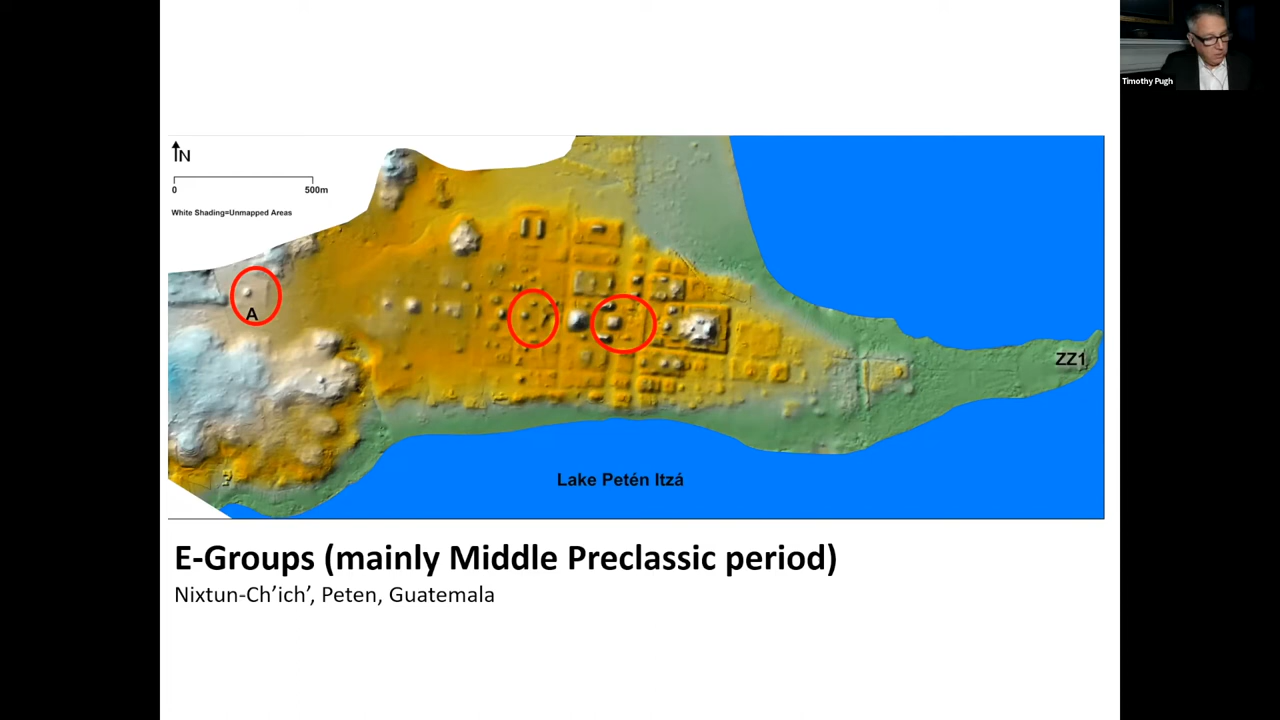 Timothy Pugh
N
0 500m
White Shading=Unmapped Areas
A
ZZ1
?
Lake Petén Itzá
E-Groups (mainly Middle Preclassic period)
Nixtun-Ch’ich’, Peten, Guatemala